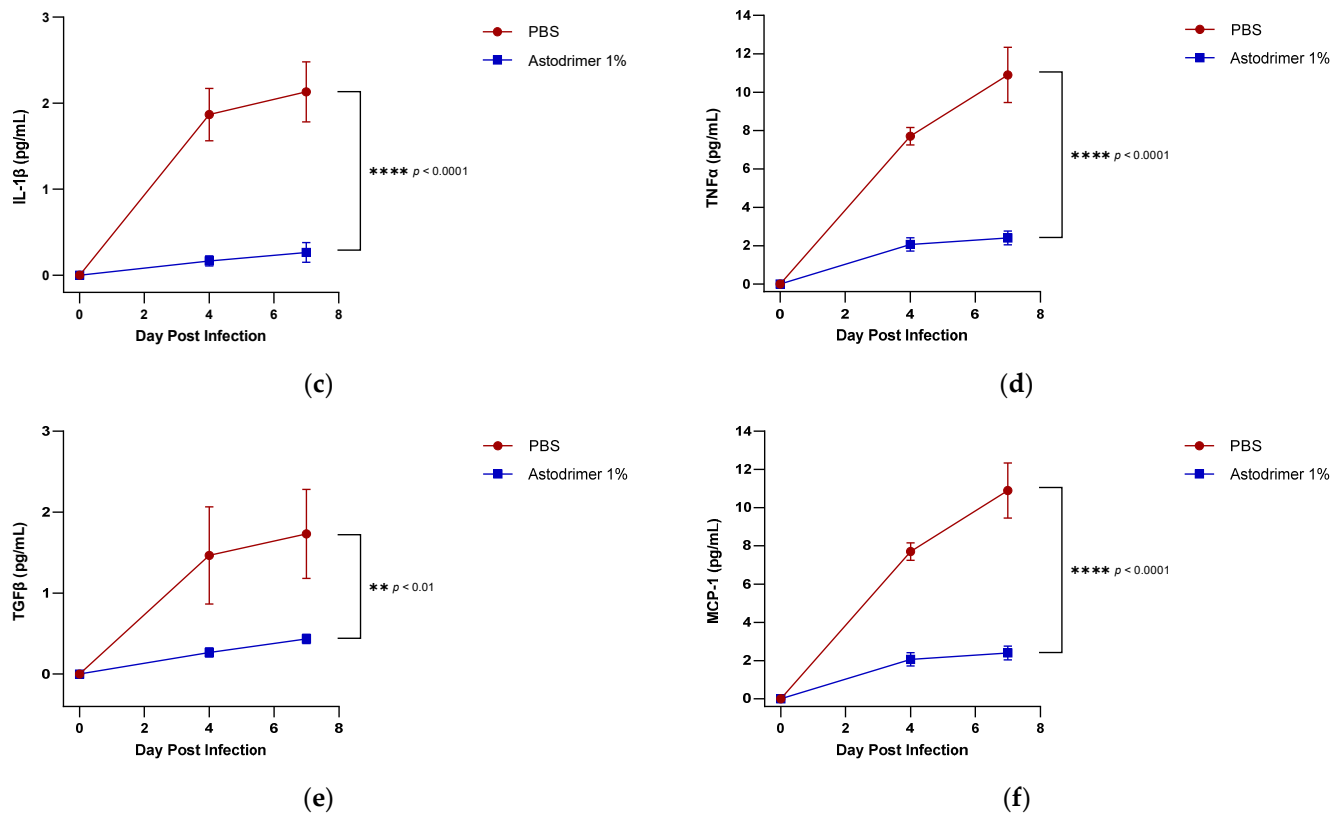 3
2
1
0
IL-1β (pg/mL)
0 2 4 6 8
Day Post Infection
PBS
Astodrimer 1%
**** p < 0.0001
(c)
14
12
10
8
6
4
2
0
TNFα (pg/mL)
0 2 4 6 8
Day Post Infection
PBS
Astodrimer 1%
**** p < 0.0001
(d)
3
2
1
0
TGFβ (pg/mL)
0 2 4 6 8
Day Post Infection
PBS
Astodrimer 1%
** p < 0.01
(e)
14
12
10
8
6
4
2
0
MCP-1 (pg/mL)
0 2 4 6 8
Day Post Infection
PBS
Astodrimer 1%
**** p < 0.0001
(f)